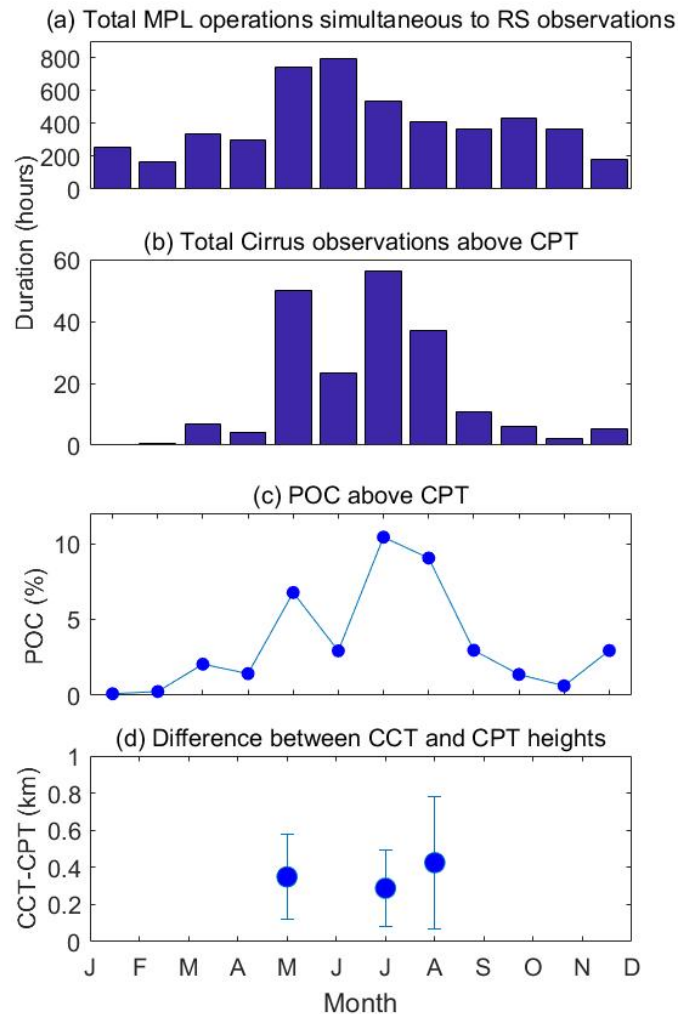 (a) Total MPL operations simultaneous to RS observations
800
600
400
200
0
Duration (hours)
(b) Total Cirrus observations above CPT
60
40
20
0
(c) POC above CPT
10
5
0
POC (%)
(d) Difference between CCT and CPT heights
1
0.8
0.6
0.4
0.2
0
CCT-CPT (km)
J F M A M J J A S O N D
Month